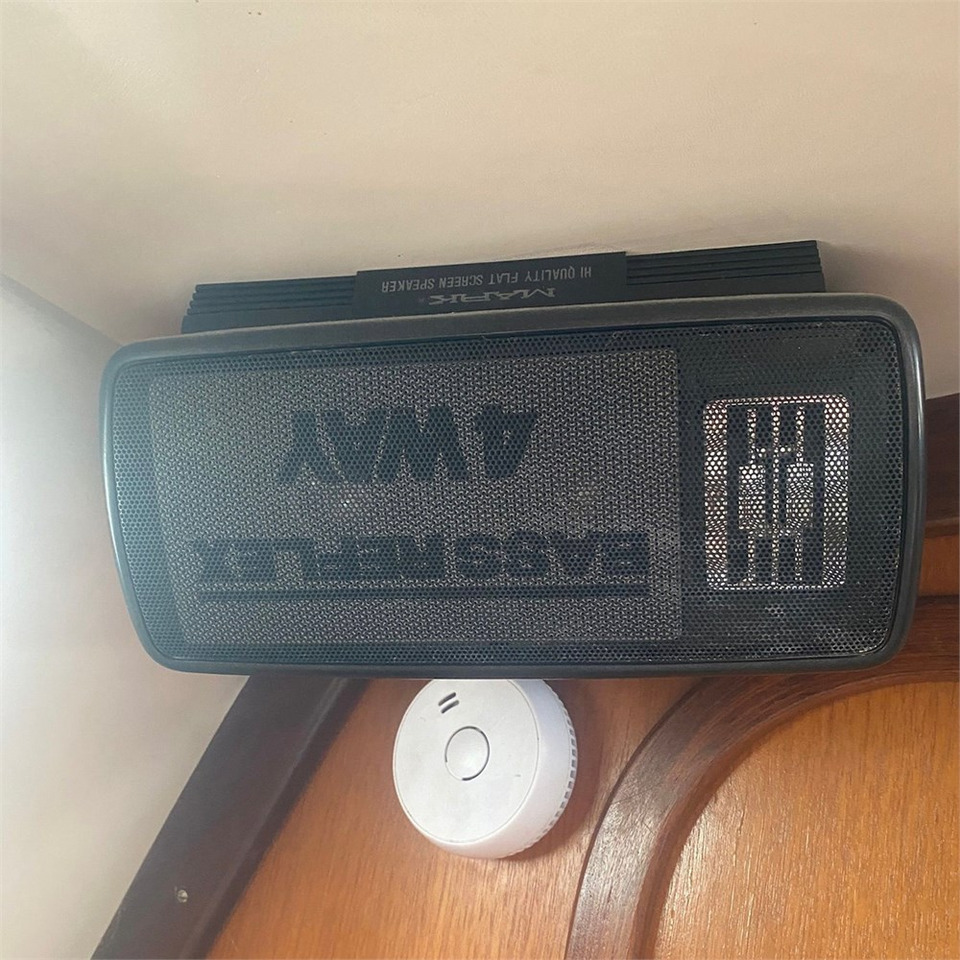 BASS REFLEX
4WAY
MARK®
HI QUALITY FLAT SCREEN SPEAKER